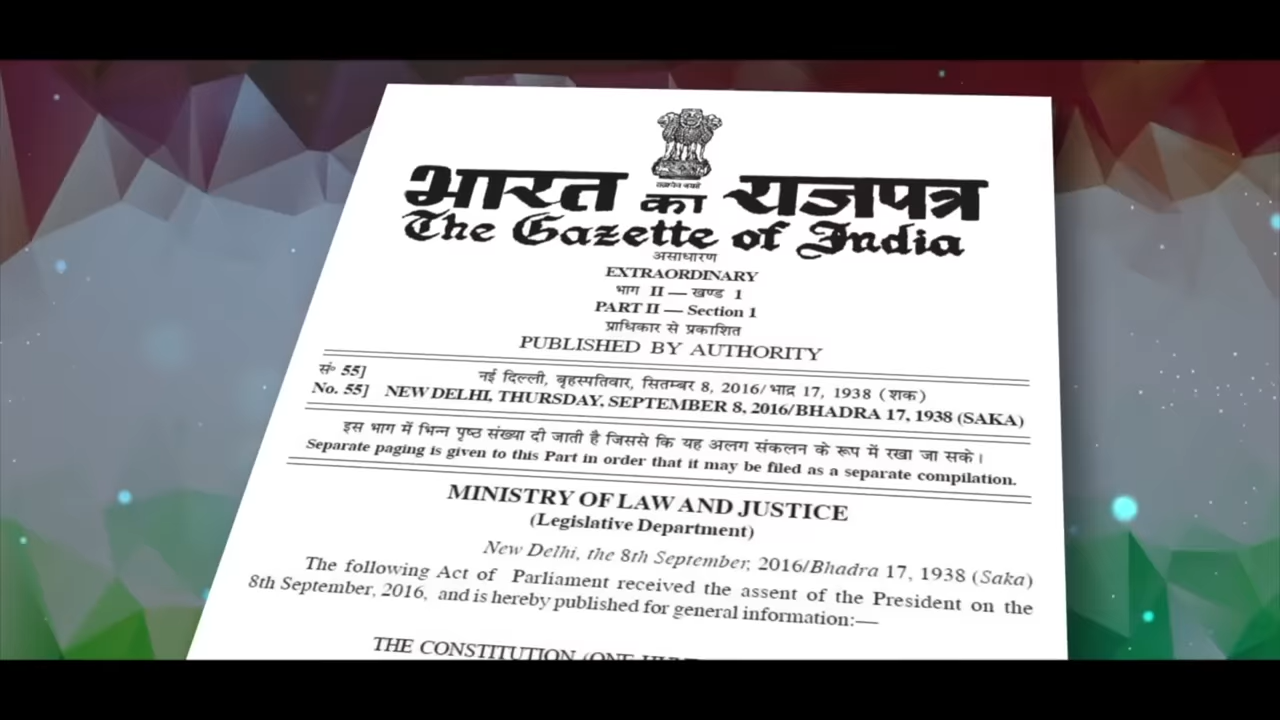 सत्यमेव जयते
भारत का राजपत्र
The Gazette of India
असाधारण
EXTRAORDINARY
भाग II — खण्ड 1
PART II — Section 1
प्राधिकार से प्रकाशित
PUBLISHED BY AUTHORITY
सं॰ 55] नई दिल्ली, बृहस्पतिवार, सितम्बर 8, 2016/भाद्र 17, 1938 (शक)
No. 55] NEW DELHI, THURSDAY, SEPTEMBER 8, 2016/BHADRA 17, 1938 (SAKA)
इस भाग में भिन्न पृष्ठ संख्या दी जाती है जिससे कि यह अलग संकलन के रूप में रखा जा सके।
Separate paging is given to this Part in order that it may be filed as a separate compilation.
MINISTRY OF LAW AND JUSTICE
(Legislative Department)
New Delhi, the 8th September, 2016/Bhadra 17, 1938 (Saka)
The following Act of Parliament received the assent of the President on the
8th September, 2016, and is hereby published for general information:—
THE CONSTITUTION (ONE